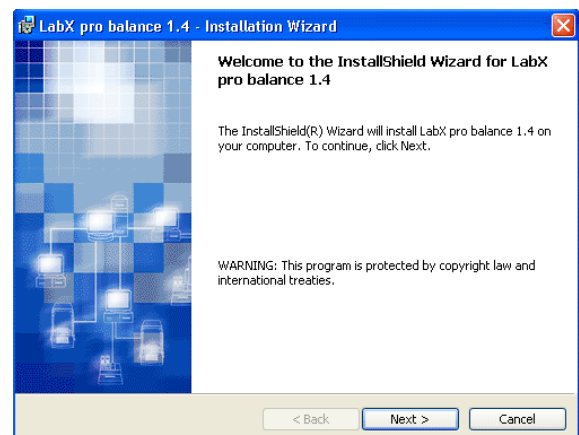 LabX pro balance 1.4 - Installation Wizard
Welcome to the InstallShield Wizard for LabX
pro balance 1.4
The InstallShield(R) Wizard will install LabX pro balance 1.4 on
your computer. To continue, click Next.
WARNING: This program is protected by copyright law and
international treaties.
< Back Next > Cancel